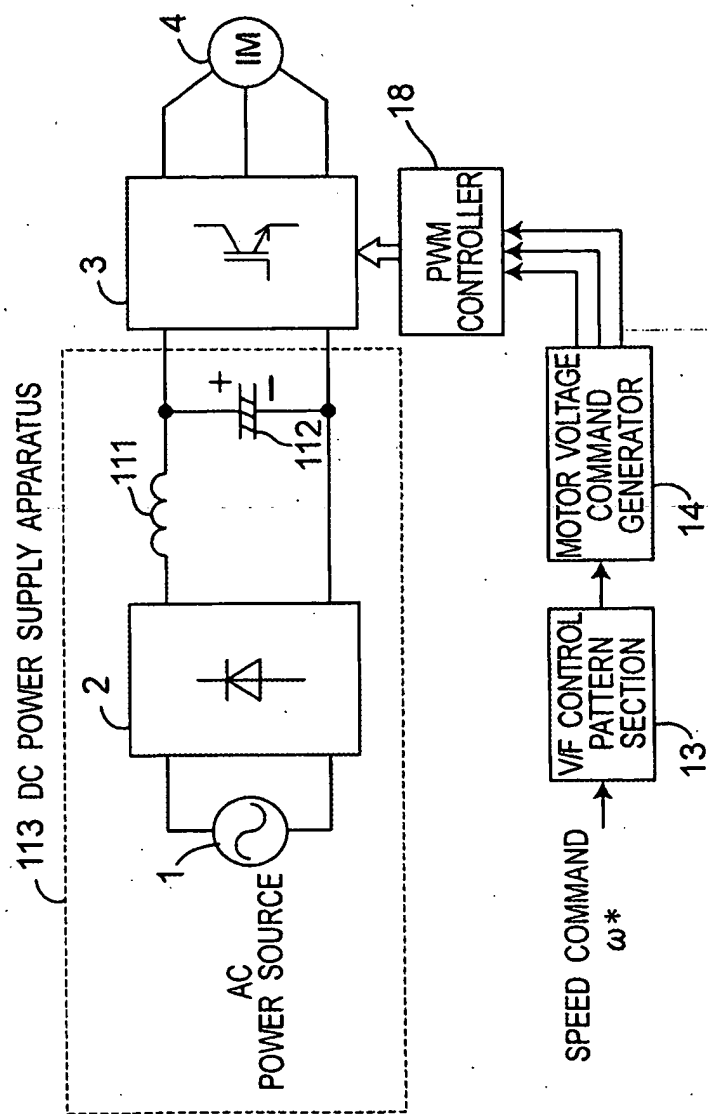 113 DC POWER SUPPLY APPARATUS
AC
POWER SOURCE
1
2
111
+
−
112
3
4
IM
18
PWM
CONTROLLER
SPEED COMMAND
ω*
V/F CONTROL
PATTERN
SECTION
13
MOTOR VOLTAGE
COMMAND
GENERATOR
14